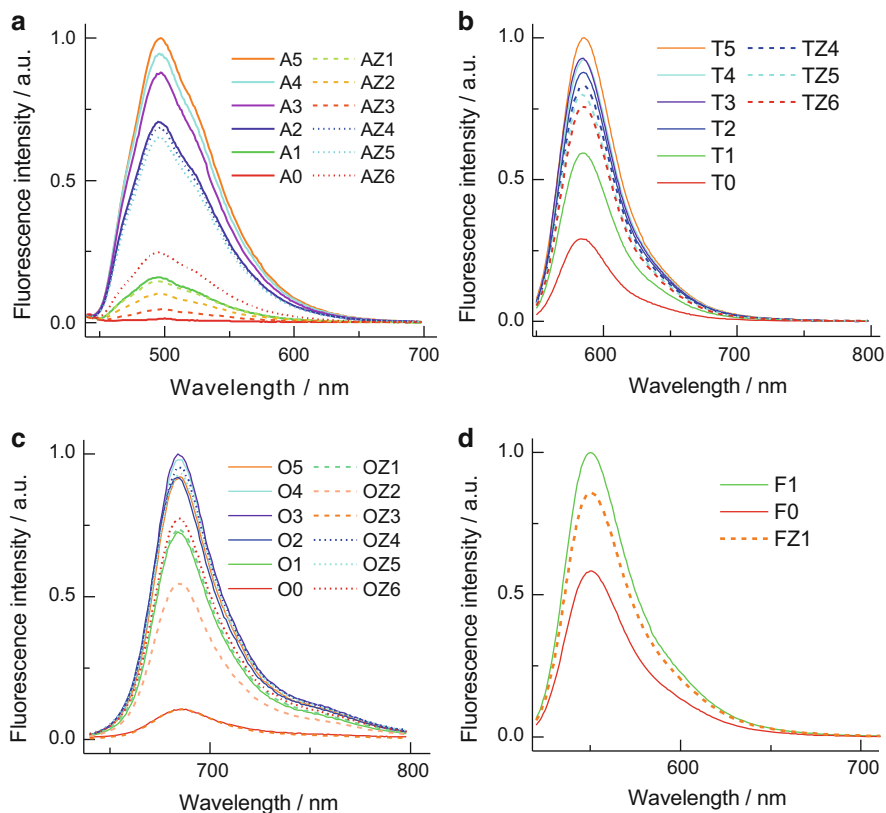 a
Fluorescence intensity / a.u.
1.0
0.5
0.0
A5 AZ1
A4 AZ2
A3 AZ3
A2 AZ4
A1 AZ5
A0 AZ6
500 600 700
Wavelength / nm
b
Fluorescence intensity / a.u.
1.0
0.5
0.0
T5 TZ4
T4 TZ5
T3 TZ6
T2
T1
T0
600 700 800
Wavelength / nm
c
Fluorescence intensity / a.u.
1.0
0.5
0.0
O5 OZ1
O4 OZ2
O3 OZ3
O2 OZ4
O1 OZ5
O0 OZ6
700 800
Wavelength / nm
d
Fluorescence intensity / a.u.
1.0
0.5
0.0
F1
F0
FZ1
600 700
Wavelength / nm